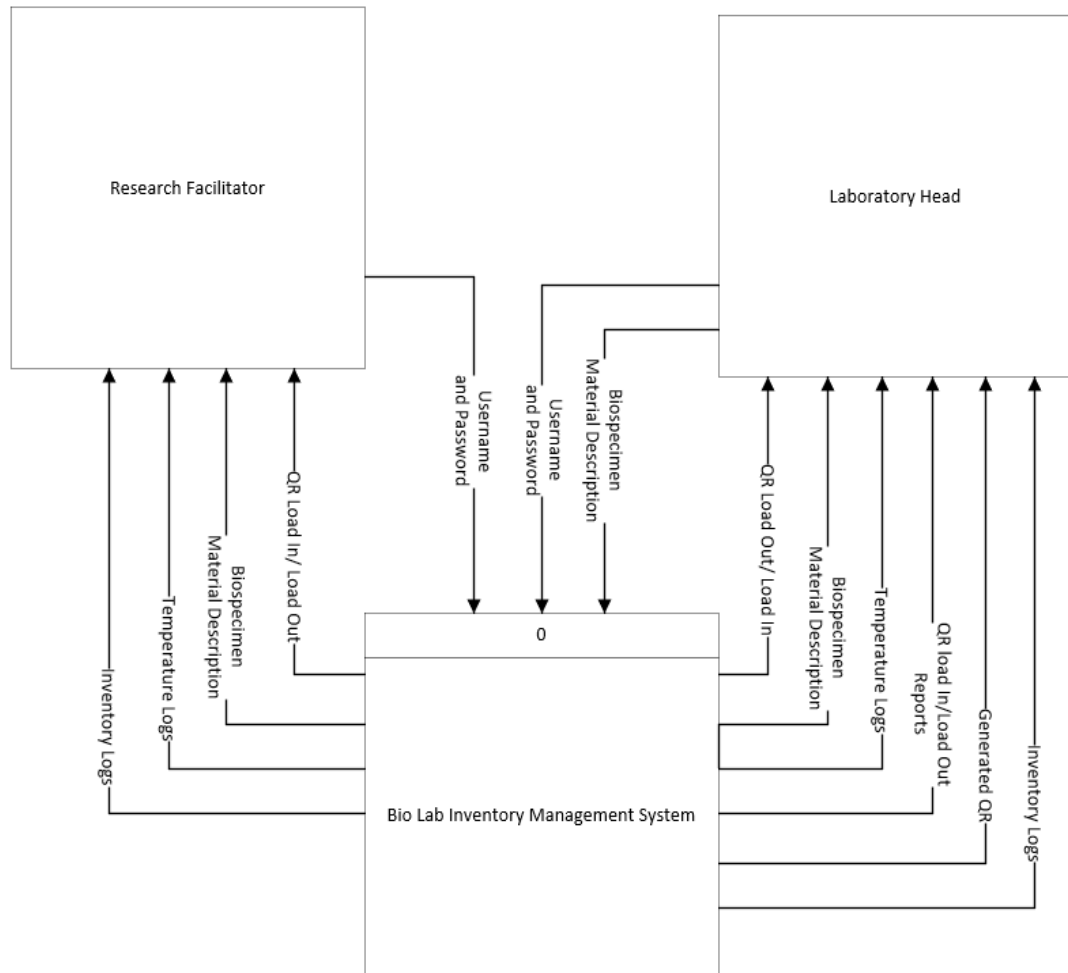 Research Facilitator
Laboratory Head
Username
and Password
Username
and Password
Biospecimen
Material Description
Inventory Logs
Temperature Logs
Biospecimen
Material Description
QR Load In/ Load Out
QR Load Out/ Load In
Biospecimen
Material Description
Temperature Logs
QR load In/Load Out
Reports
Generated QR
Inventory Logs
0
Bio Lab Inventory Management System